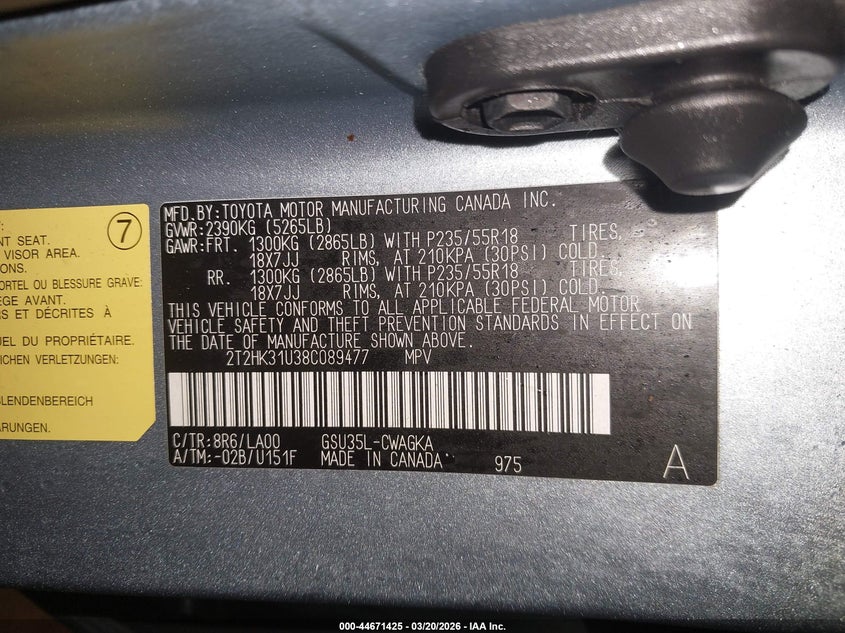 7
NT SEAT.
VISOR AREA.
ONS.
ORTEL OU BLESSURE GRAVE:
ÈGE AVANT.
RS ET DÉCRITES À
UEL DU PROPRIÉTAIRE.
CHEN VERLETZUNGEN:
LENDENBEREICH
ARUNGEN.
MFD.BY:TOYOTA MOTOR MANUFACTURING CANADA INC.
GVWR:2390KG (5265LB)
GAWR:FRT. 1300KG (2865LB) WITH P235/55R18 TIRES,
18X7JJ RIMS, AT 210KPA (30PSI) COLD.
RR. 1300KG (2865LB) WITH P235/55R18 TIRES,
18X7JJ RIMS, AT 210KPA (30PSI) COLD.
THIS VEHICLE CONFORMS TO ALL APPLICABLE FEDERAL MOTOR
VEHICLE SAFETY AND THEFT PREVENTION STANDARDS IN EFFECT ON
THE DATE OF MANUFACTURE SHOWN ABOVE.
2T2HK31U38C089477 MPV
C/TR:8R6/LA00 GSU35L-CWAGKA
A/TM:-02B/U151F MADE IN CANADA 975 A
000-44671425 - 03/20/2026 - IAA Inc.